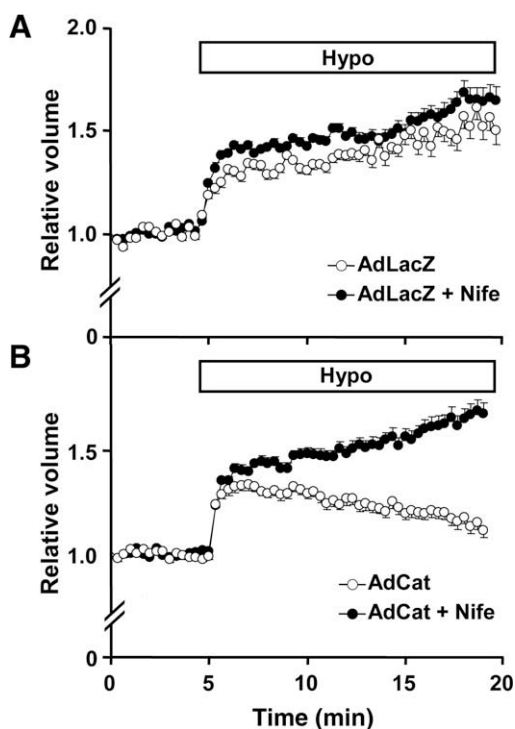 A
2.0
Hypo
Relative volume
1.5
1.0
AdLacZ
AdLacZ + Nife
0
B
Hypo
Relative volume
1.5
1.0
AdCat
AdCat + Nife
0
0 5 10 15 20
Time (min)